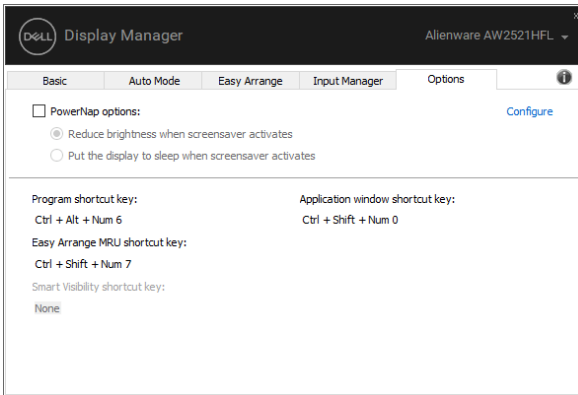 DELL Display Manager
Alienware AW2521HFL
Basic
Auto Mode
Easy Arrange
Input Manager
Options
PowerNap options:
Configure
Reduce brightness when screensaver activates
Put the display to sleep when screensaver activates
Program shortcut key:
Application window shortcut key:
Ctrl + Alt + Num 6
Ctrl + Shift + Num 0
Easy Arrange MRU shortcut key:
Ctrl + Shift + Num 7
Smart Visibility shortcut key:
None